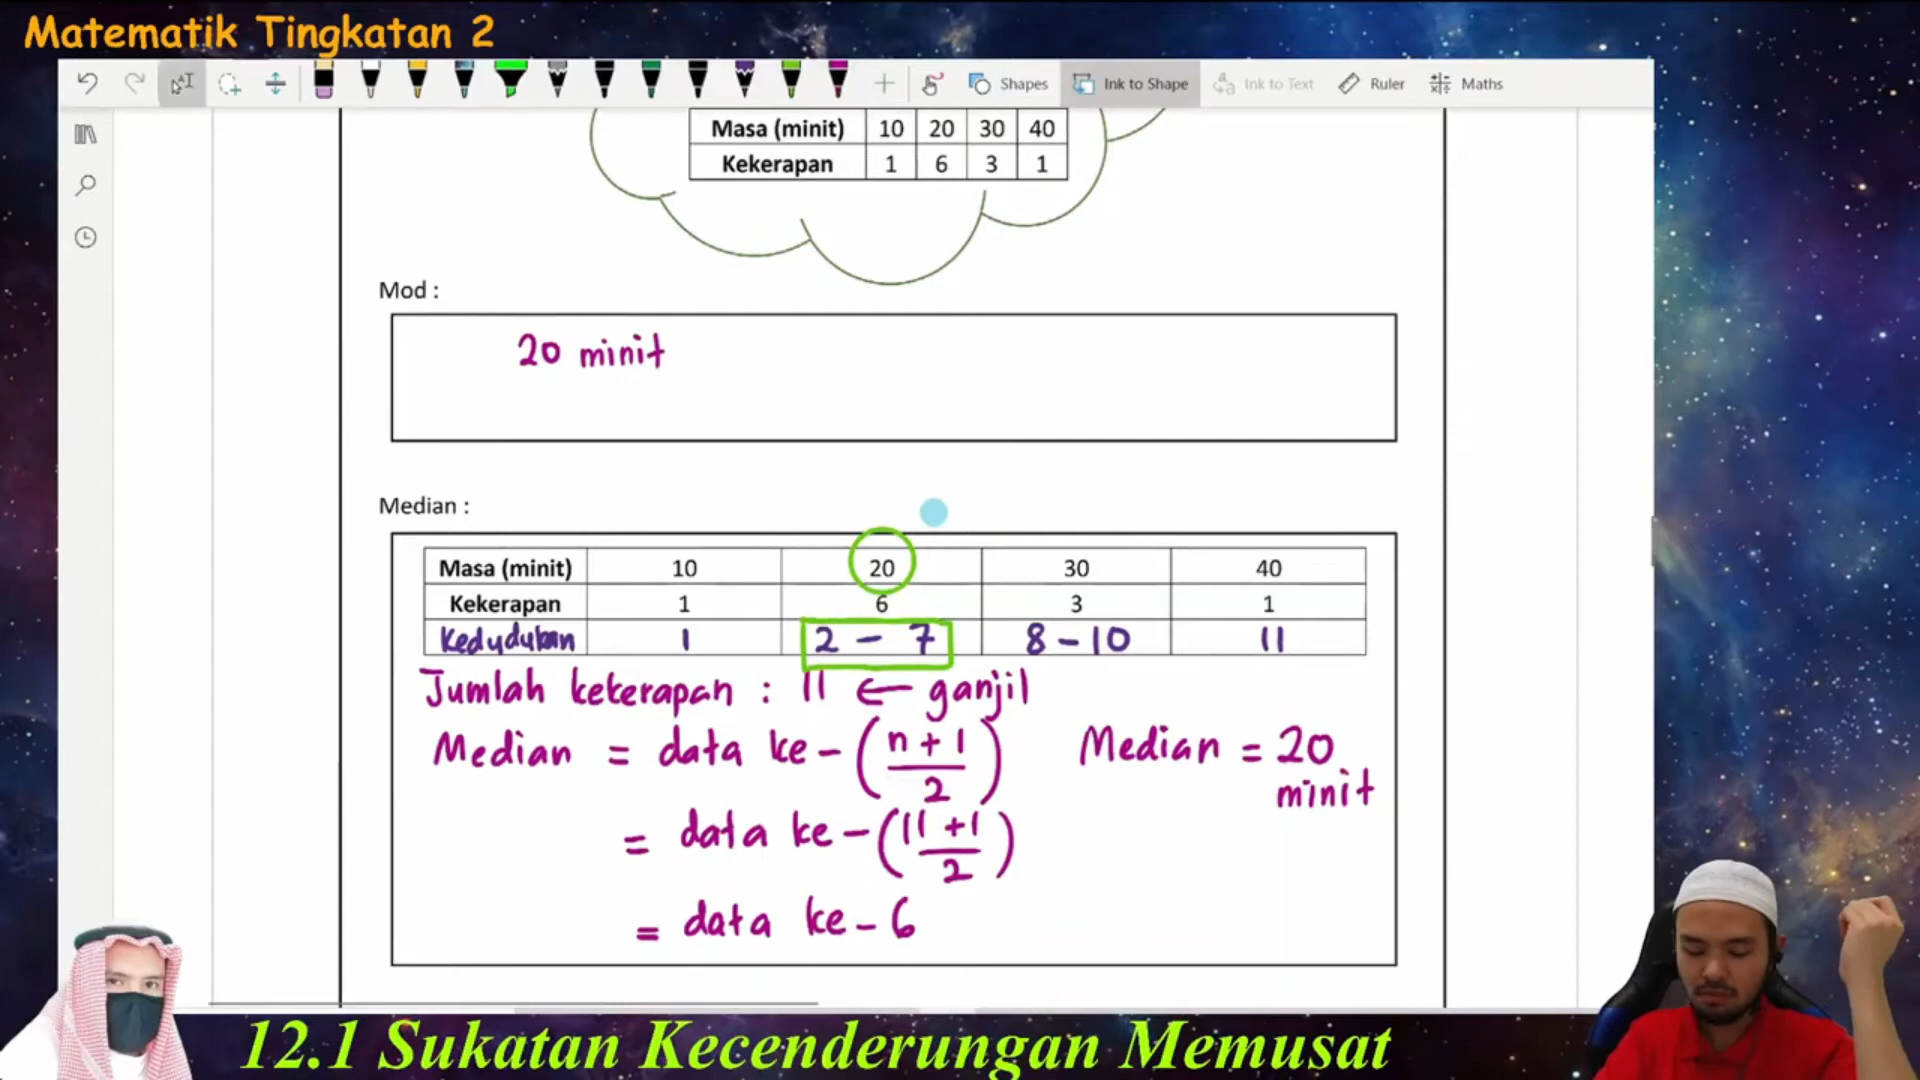 Matematik Tingkatan 2
Shapes Ink to Shape Ink to Text Ruler Maths
Masa (minit) 10 20 30 40
Kekerapan 1 6 3 1
Mod :
20 minit
Median :
Masa (minit) 10 20 30 40
Kekerapan 1 6 3 1
Kedudukan 1 2 - 7 8 - 10 11
Jumlah kekerapan : 11 ← ganjil
Median = data ke - (n + 1 / 2) Median = 20 minit
= data ke - (11 + 1 / 2)
= data ke - 6
12.1 Sukatan Kecenderungan Memusat